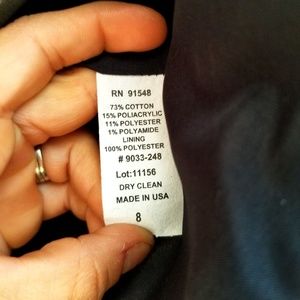 RN 91548
73% COTTON
15% POLIACRYLIC
11% POLYESTER
1% POLYAMIDE
LINING
100% POLYESTER
# 9033-248
Lot:11156
DRY CLEAN
MADE IN USA
8